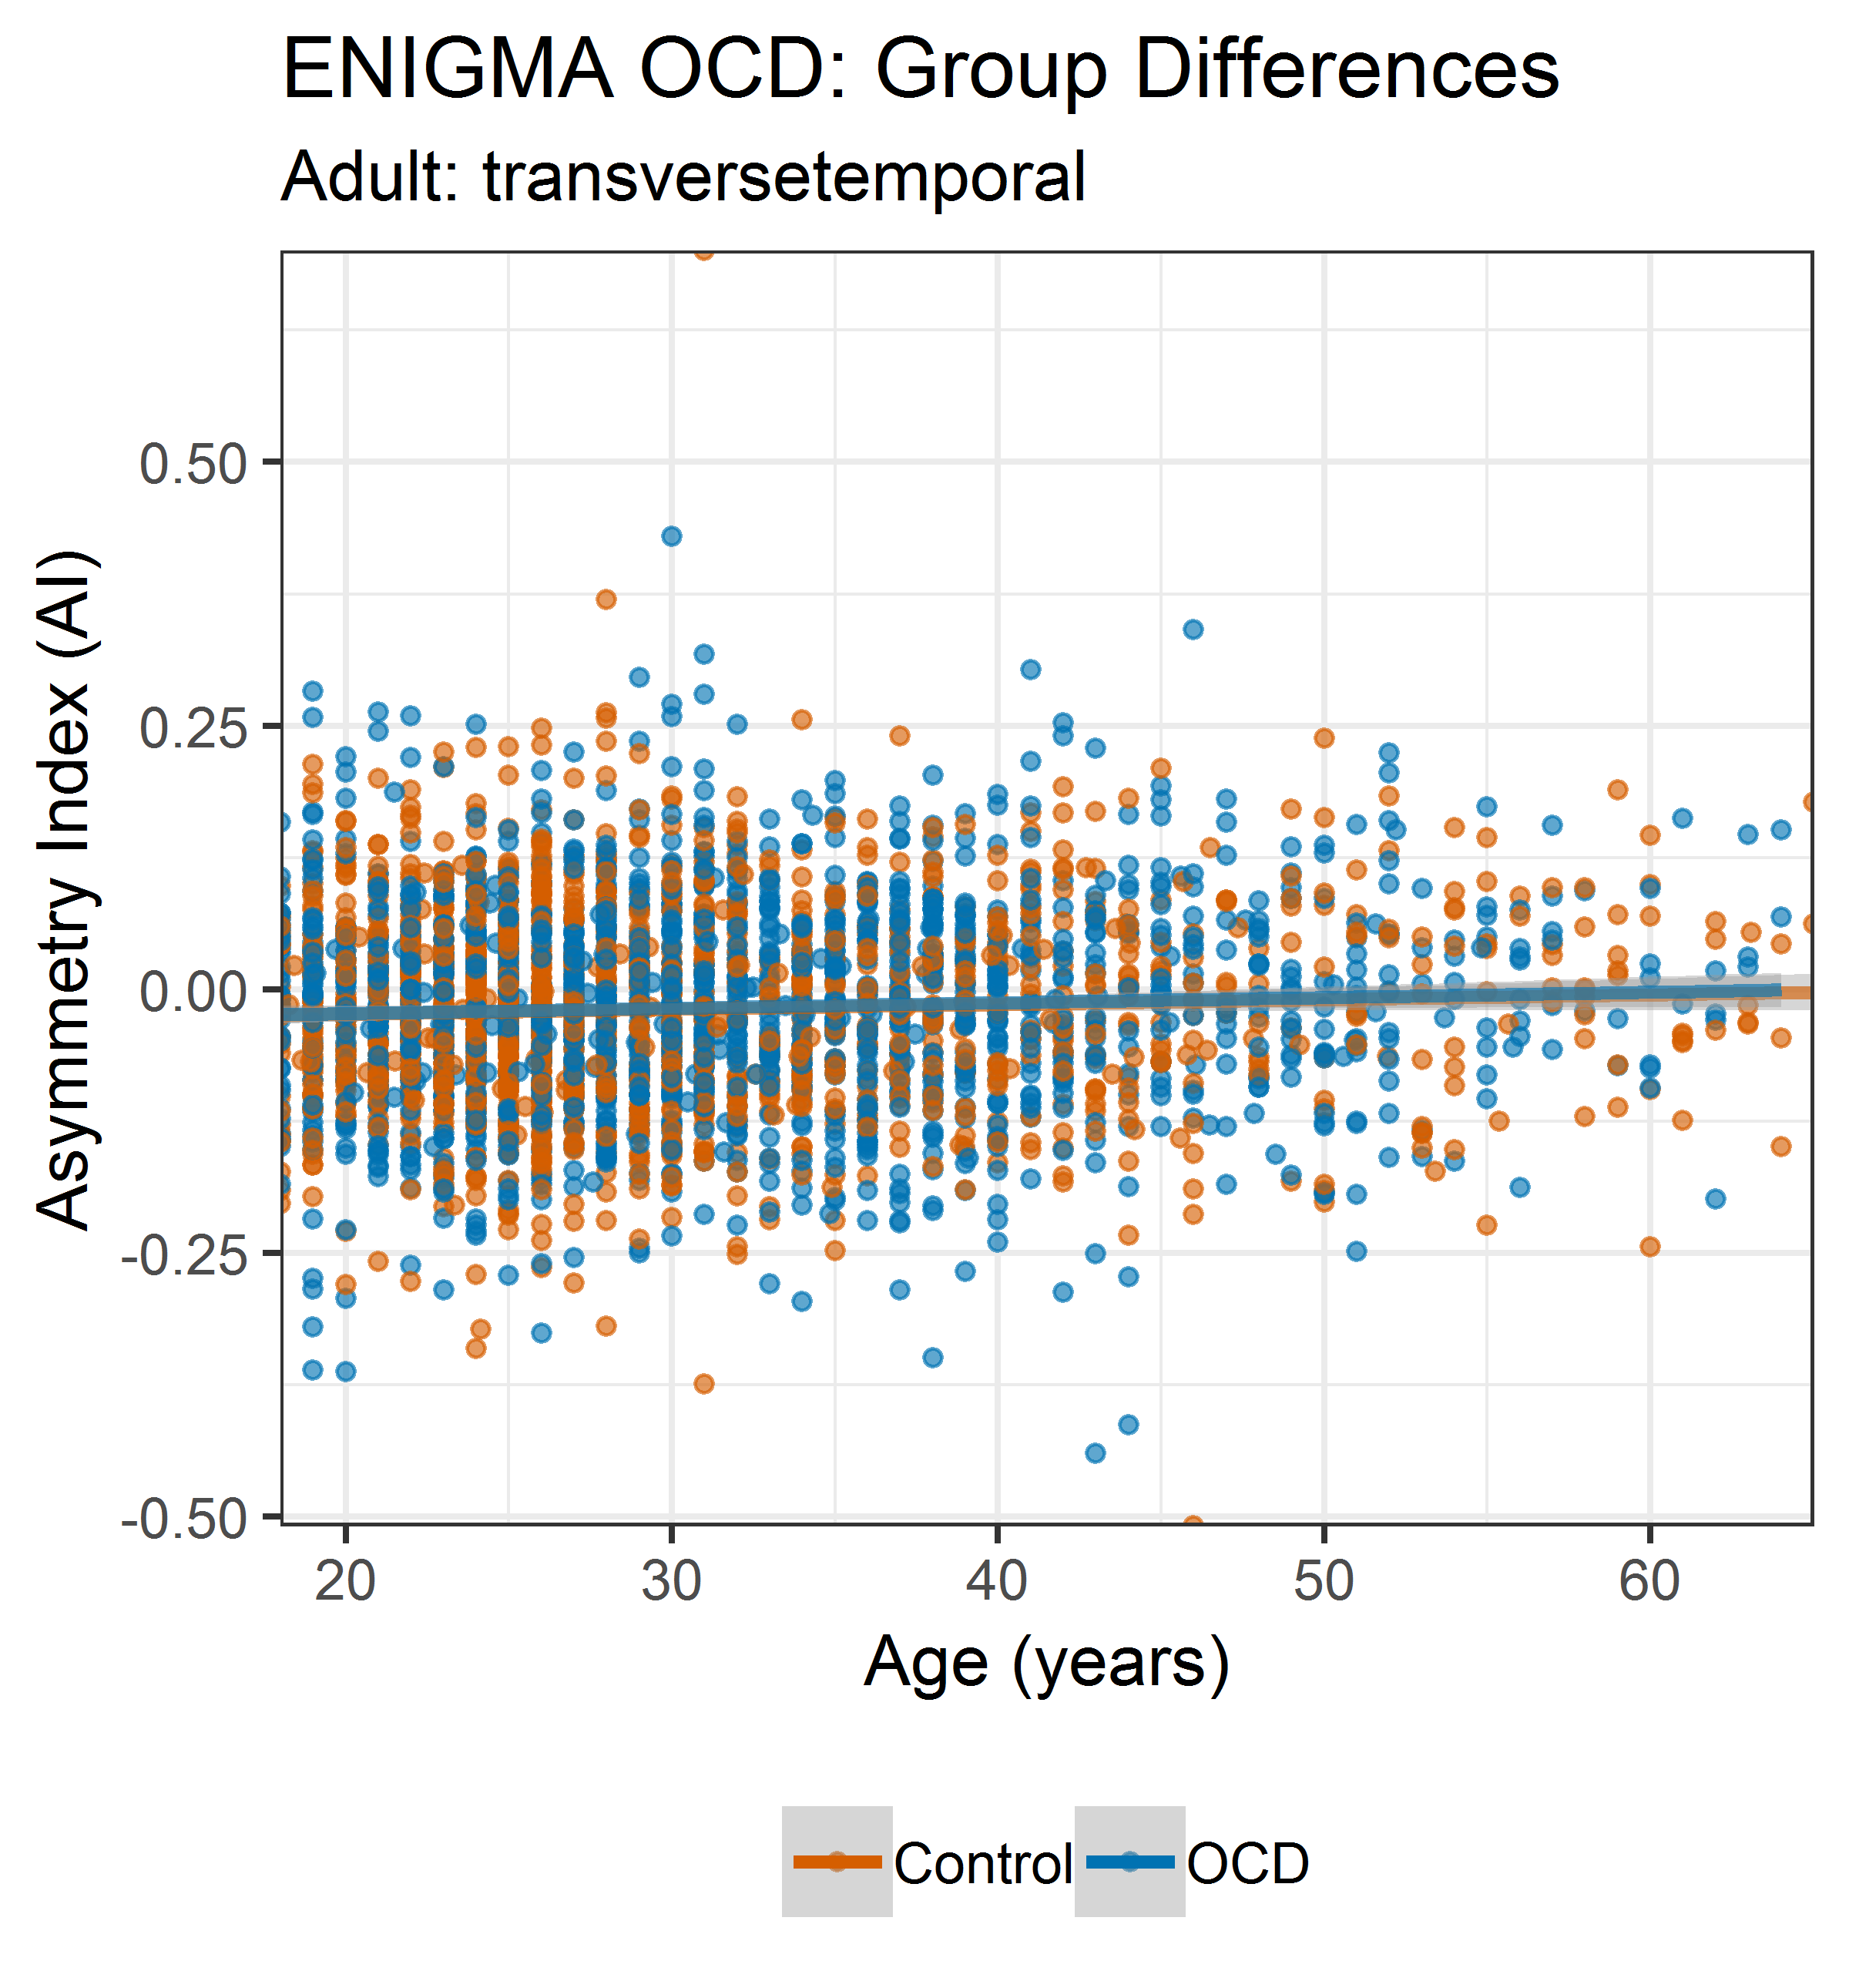 ENIGMA OCD: Group Differences
Adult: transversetemporal
Asymmetry Index (AI)
0.50
0.25
0.00
-0.25
-0.50
20 30 40 50 60
Age (years)
Control OCD